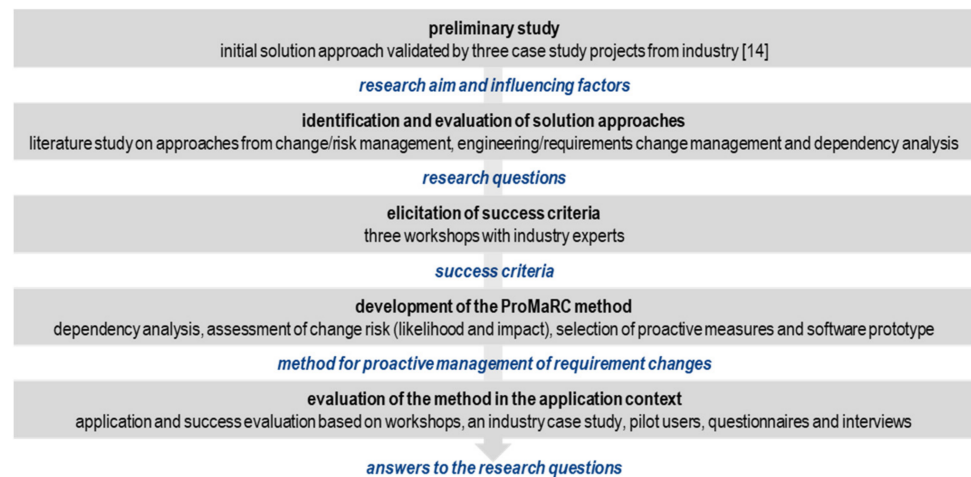 preliminary study
initial solution approach validated by three case study projects from industry [14]
research aim and influencing factors
identification and evaluation of solution approaches
literature study on approaches from change/risk management, engineering/requirements change management and dependency analysis
research questions
elicitation of success criteria
three workshops with industry experts
success criteria
development of the ProMaRC method
dependency analysis, assessment of change risk (likelihood and impact), selection of proactive measures and software prototype
method for proactive management of requirement changes
evaluation of the method in the application context
application and success evaluation based on workshops, an industry case study, pilot users, questionnaires and interviews
answers to the research questions